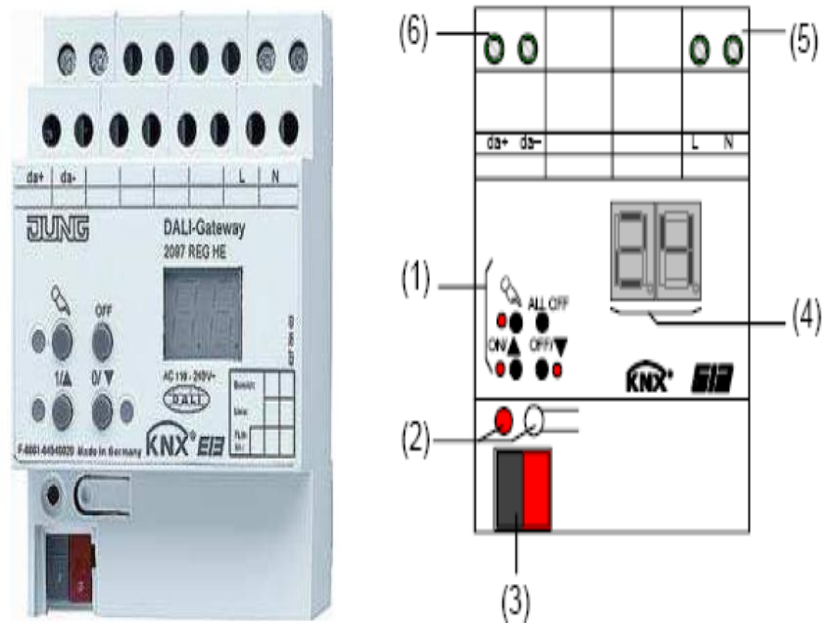 da+ da- L N
JUNG
DALI-Gateway
2097 REG HE
OFF
1/▲ 0/▼
AC 110 - 240V~
DALI
KNX® EIB
Made in Germany
(6)
(5)
da+ da– L N
(1)
ALL OFF
ON/▲ OFF/▼
(4)
KNX® EIB
(2)
(3)